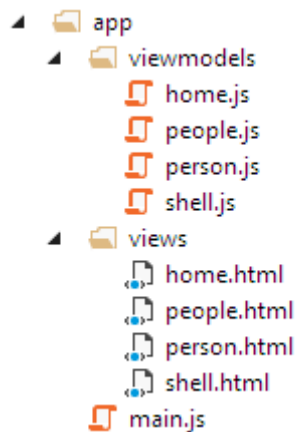 app
viewmodels
home.js
people.js
person.js
shell.js
views
home.html
people.html
person.html
shell.html
main.js